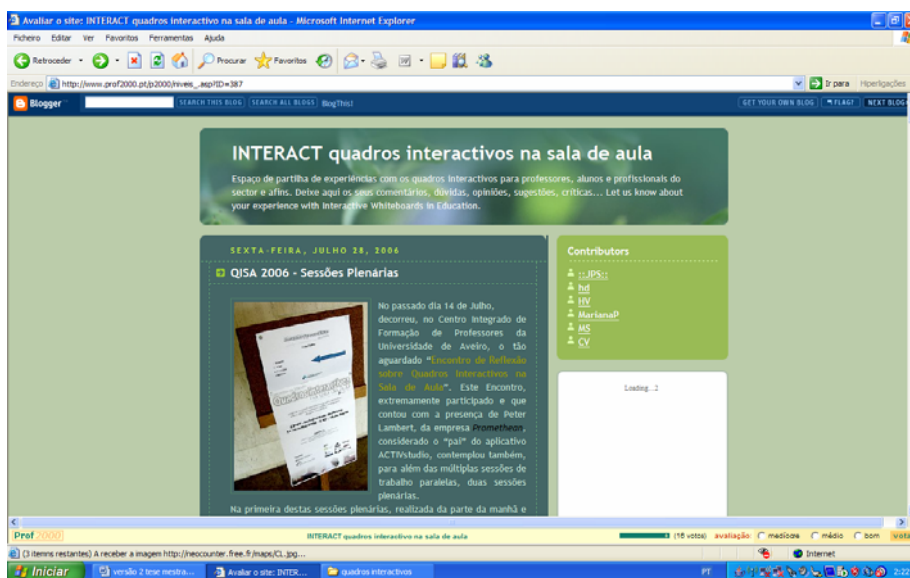 Avaliar o site: INTERACT quadros interactivo na sala de aula - Microsoft Internet Explorer
Ficheiro Editar Ver Favoritos Ferramentas Ajuda
Retroceder Procurar Favoritos
Endereço http://www.prof2000.pt/p2000/niveis_.asp?ID=387 Ir para Hiperligações
Blogger SEARCH THIS BLOG SEARCH ALL BLOGS BlogThis! GET YOUR OWN BLOG FLAG? NEXT BLOG»
INTERACT quadros interactivos na sala de aula
Espaço de partilha de experiências com os quadros interactivos para professores, alunos e profissionais do
sector e afins. Deixe aqui os seus comentários, dúvidas, opiniões, sugestões, críticas... Let us know about
your experience with Interactive Whiteboards in Education.
SEXTA-FEIRA, JULHO 28, 2006
QISA 2006 - Sessões Plenárias
No passado dia 14 de Julho,
decorreu, no Centro Integrado de
Formação de Professores da
Universidade de Aveiro, o tão
aguardado “Encontro de Reflexão
sobre Quadros Interactivos na
Sala de Aula”. Este Encontro,
extremamente participado e que
contou com a presença de Peter
Lambert, da empresa Promethean,
considerado o “pai” do aplicativo
ACTIVstudio, contemplou também,
para além das múltiplas sessões de
trabalho paralelas, duas sessões
plenárias.
Na primeira destas sessões plenárias, realizada da parte da manhã e
Quadros interactivos
Contributors
::JPS::
hd
HV
MarianaP
MS
CV
Loading...2
Prof2000 INTERACT quadros interactivo na sala de aula (16 votos) avaliação: medíocre médio bom vota
(3 itemns restantes) A receber a imagem http://neocounter.free.fr/maps/CL.jpg... Internet
Iniciar versão 2 tese mestra... Avaliar o site: INTER... quadros interactivos PT 2:22